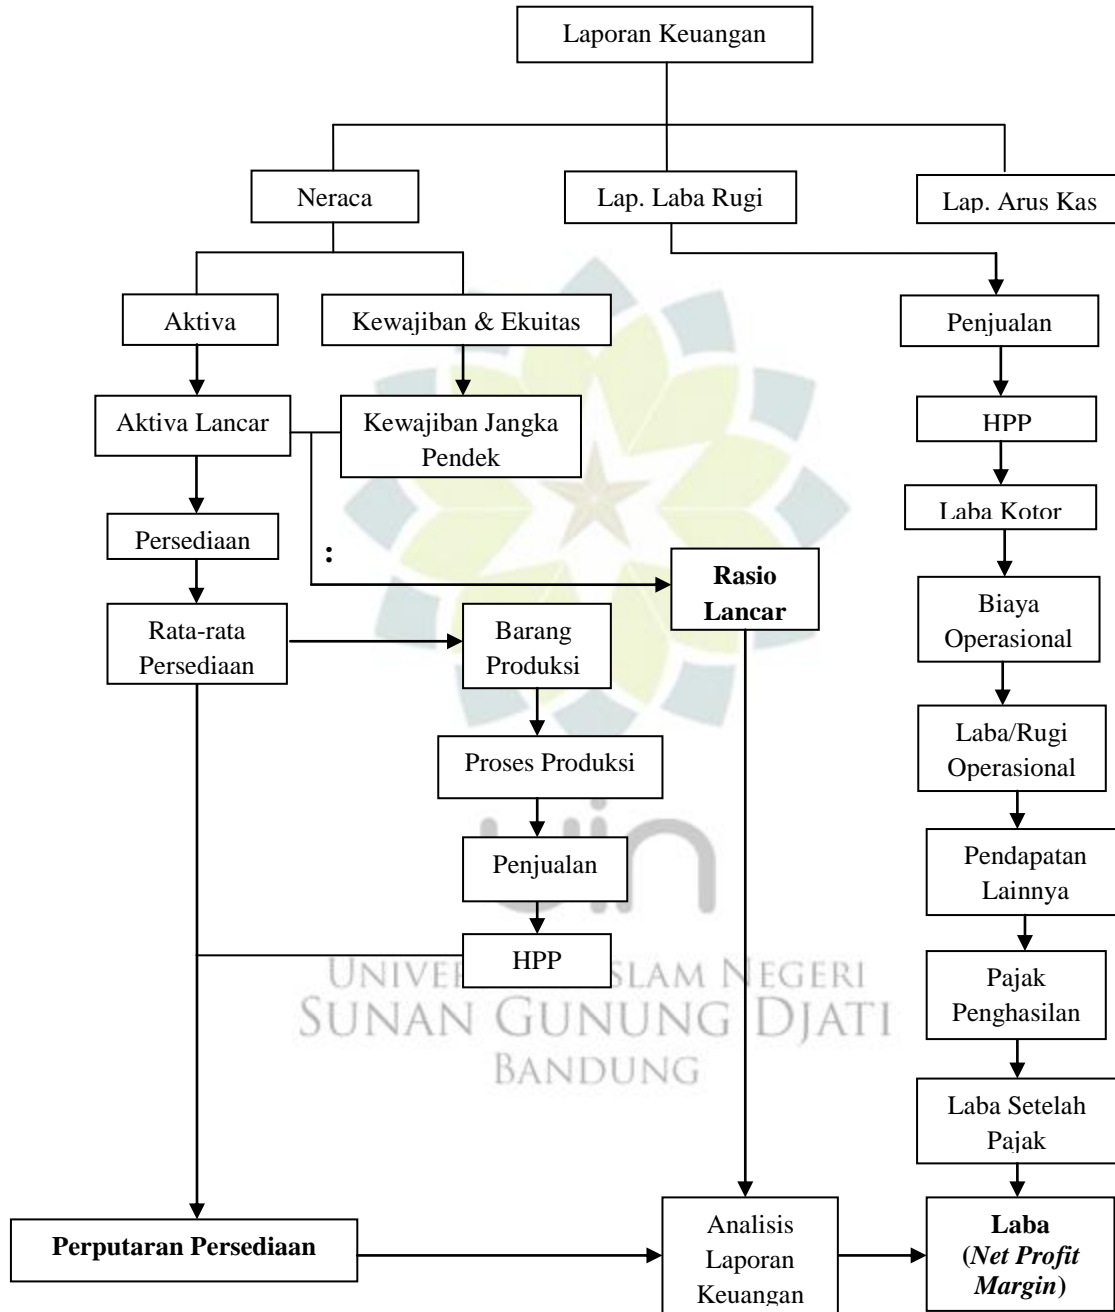 Laporan Keuangan
Neraca
Lap. Laba Rugi
Lap. Arus Kas
Aktiva
Kewajiban & Ekuitas
Penjualan
Aktiva Lancar
Kewajiban Jangka
Pendek
HPP
Laba Kotor
Persediaan
:
Rasio
Lancar
Biaya
Operasional
Rata-rata
Persediaan
Barang
Produksi
Laba/Rugi
Operasional
Proses Produksi
Penjualan
Pendapatan
Lainnya
HPP
Pajak
Penghasilan
uin
UNIVER SLAM NEGERI
SUNAN GUNUNG DJATI
BANDUNG
Laba Setelah
Pajak
Perputaran Persediaan
Analisis
Laporan
Keuangan
Laba
(Net Profit
Margin)